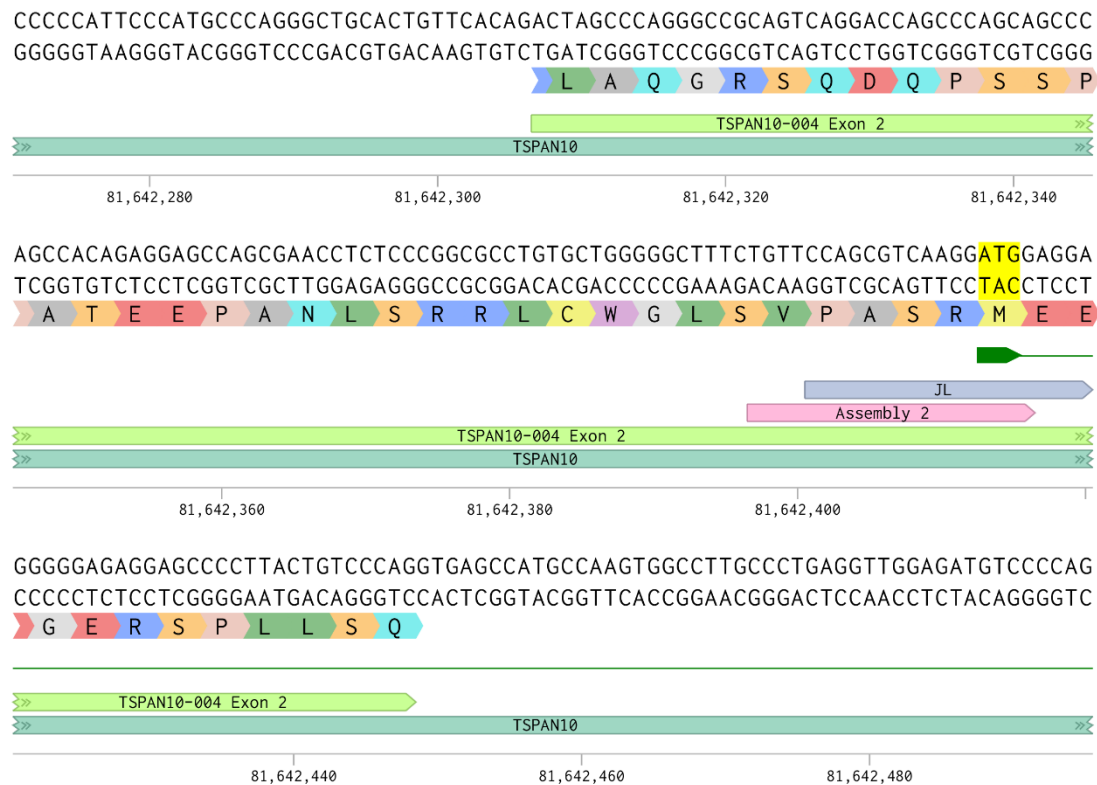 CCCCCATTCCCATGCCCAGGGCTGCACTGTTCACAGACTAGCCCAGGGCCGCAGTCAGGACCAGCCCAGCAGCCC
GGGGGTAAGGGTACGGGTCCCGACGTGACAAGTGTCTGATCGGGTCCCGGCGTCAGTCCTGGTCGGGTCGTCGGG
L A Q G R S Q D Q P S S P
TSPAN10-004 Exon 2
TSPAN10
81,642,280 81,642,300 81,642,320 81,642,340
AGCCACAGAGGAGCCAGCGAACCTCTCCCGGCGCCTGTGCTGGGGGCTTTCTGTTCCAGCGTCAAGGATGGAGGA
TCGGTGTCTCCTCGGTCGCTTGGAGAGGGCCGCGGACACGACCCCCGAAAGACAAGGTCGCAGTTCCTACCTCCT
A T E E P A N L S R R L C W G L S V P A S R M E E
JL
Assembly 2
TSPAN10-004 Exon 2
TSPAN10
81,642,360 81,642,380 81,642,400
GGGGGAGAGGAGCCCCTTACTGTCCCAGGTGAGCCATGCCAAGTGGCCTTGCCCTGAGGTTGGAGATGTCCCCAG
CCCCCTCTCCTCGGGGAATGACAGGGTCCACTCGGTACGGTTCACCGGAACGGGACTCCAACCTCTACAGGGGTC
G E R S P L L S Q
TSPAN10-004 Exon 2
TSPAN10
81,642,440 81,642,460 81,642,480